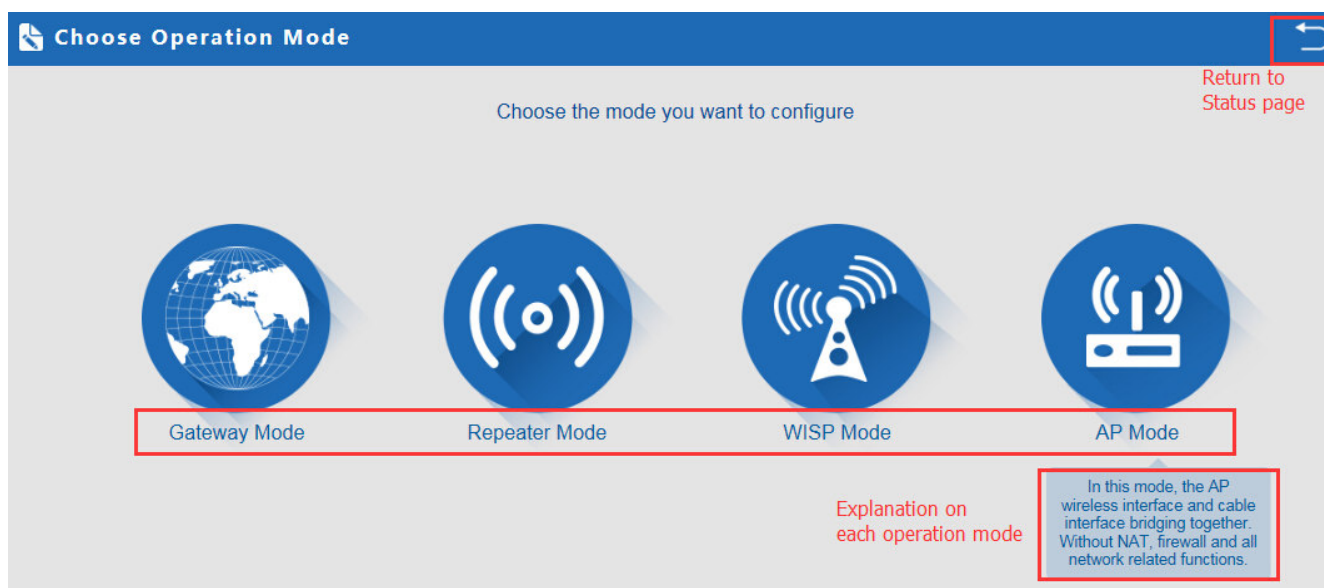 Choose Operation Mode
Return to
Status page
Choose the mode you want to configure
Gateway Mode
Repeater Mode
WISP Mode
AP Mode
Explanation on
each operation mode
In this mode, the AP
wireless interface and cable
interface bridging together.
Without NAT, firewall and all
network related functions.